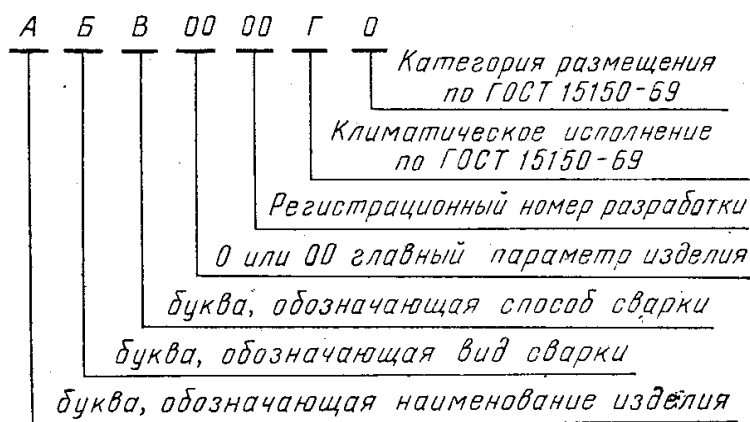 А Б В 00 00 Г 0
Категория размещения
по ГОСТ 15150-69
Климатическое исполнение
по ГОСТ 15150-69
Регистрационный номер разработки
0 или 00 главный параметр изделия
буква, обозначающая способ сварки
буква, обозначающая вид сварки
буква, обозначающая наименование изделия